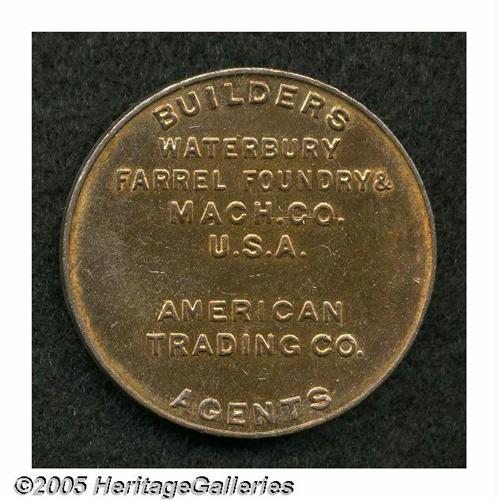 BUILDERS
WATERBURY
FARREL FOUNDRY &
MACH. CO.
U.S.A.
AMERICAN
TRADING CO.
AGENTS
©2005 HeritageGalleries